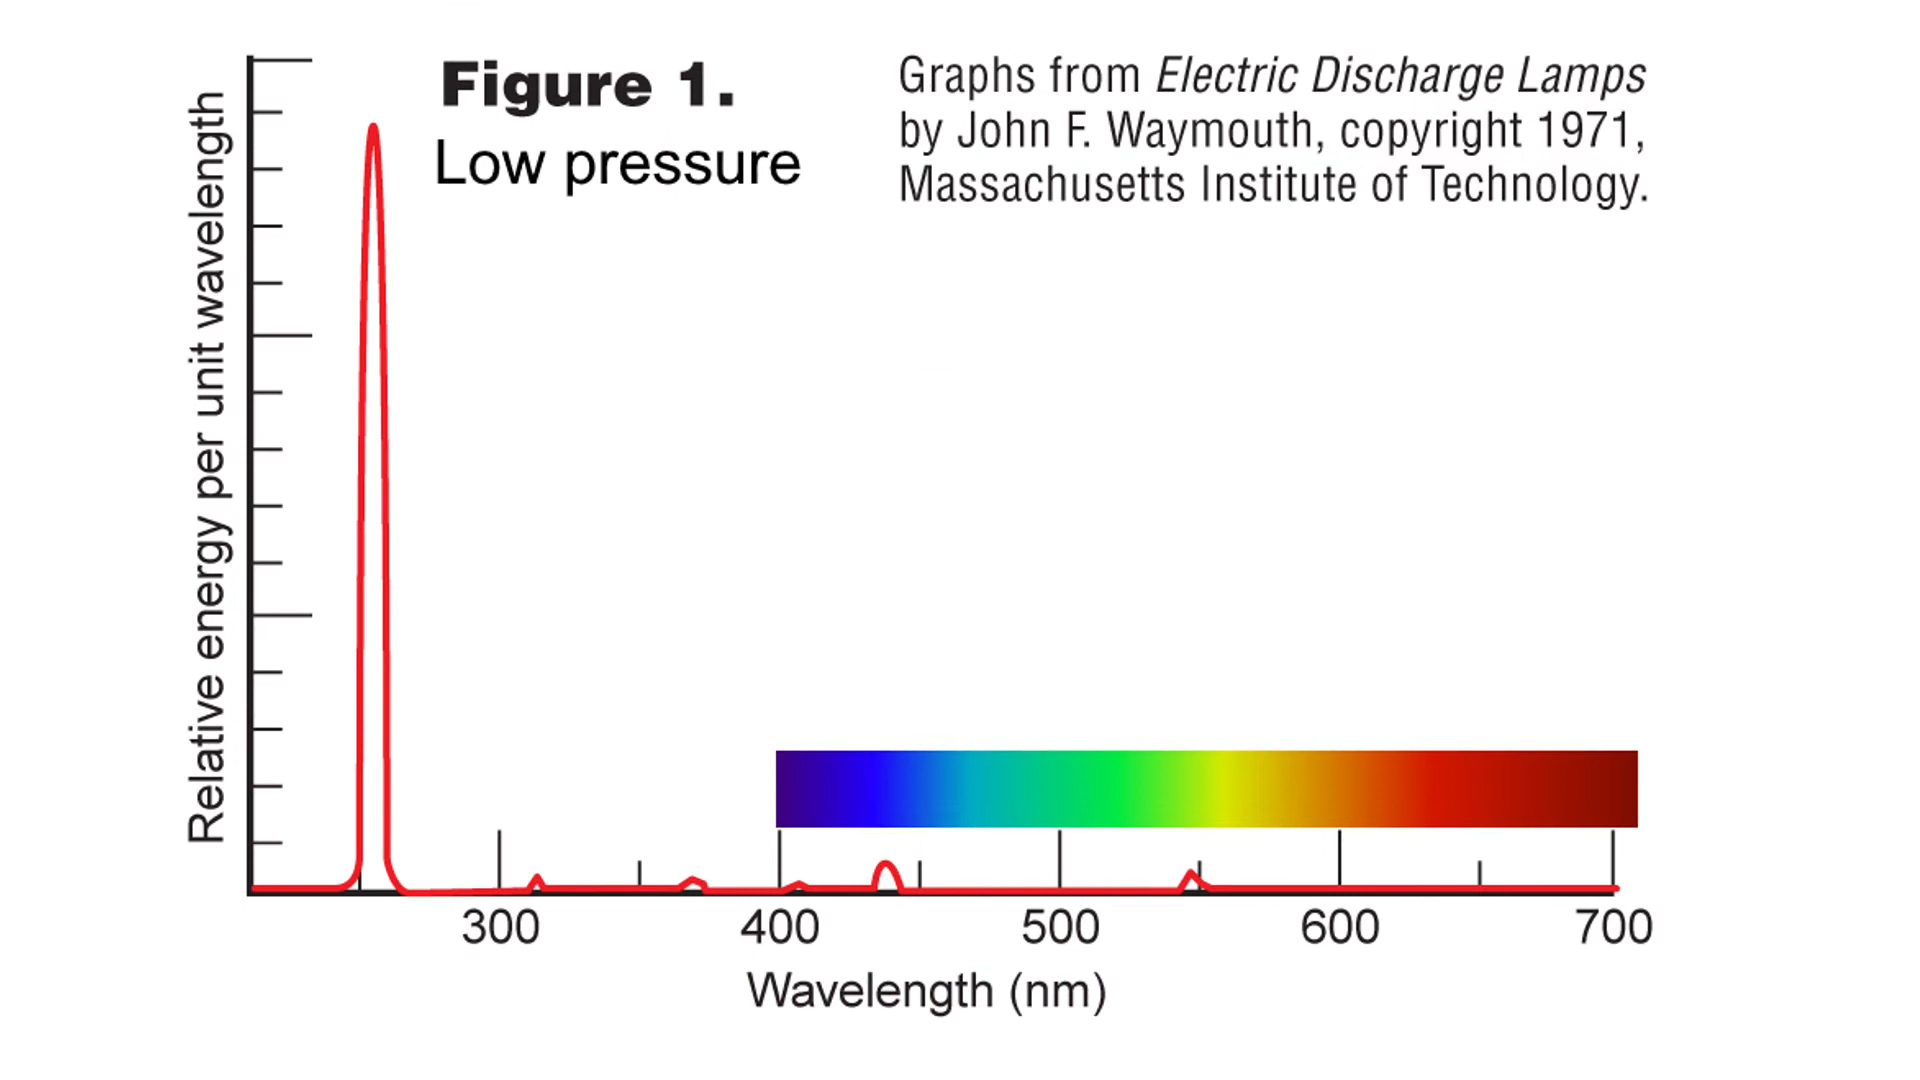 Figure 1.
Low pressure
Graphs from Electric Discharge Lamps
by John F. Waymouth, copyright 1971,
Massachusetts Institute of Technology.
Relative energy per unit wavelength
300 400 500 600 700
Wavelength (nm)